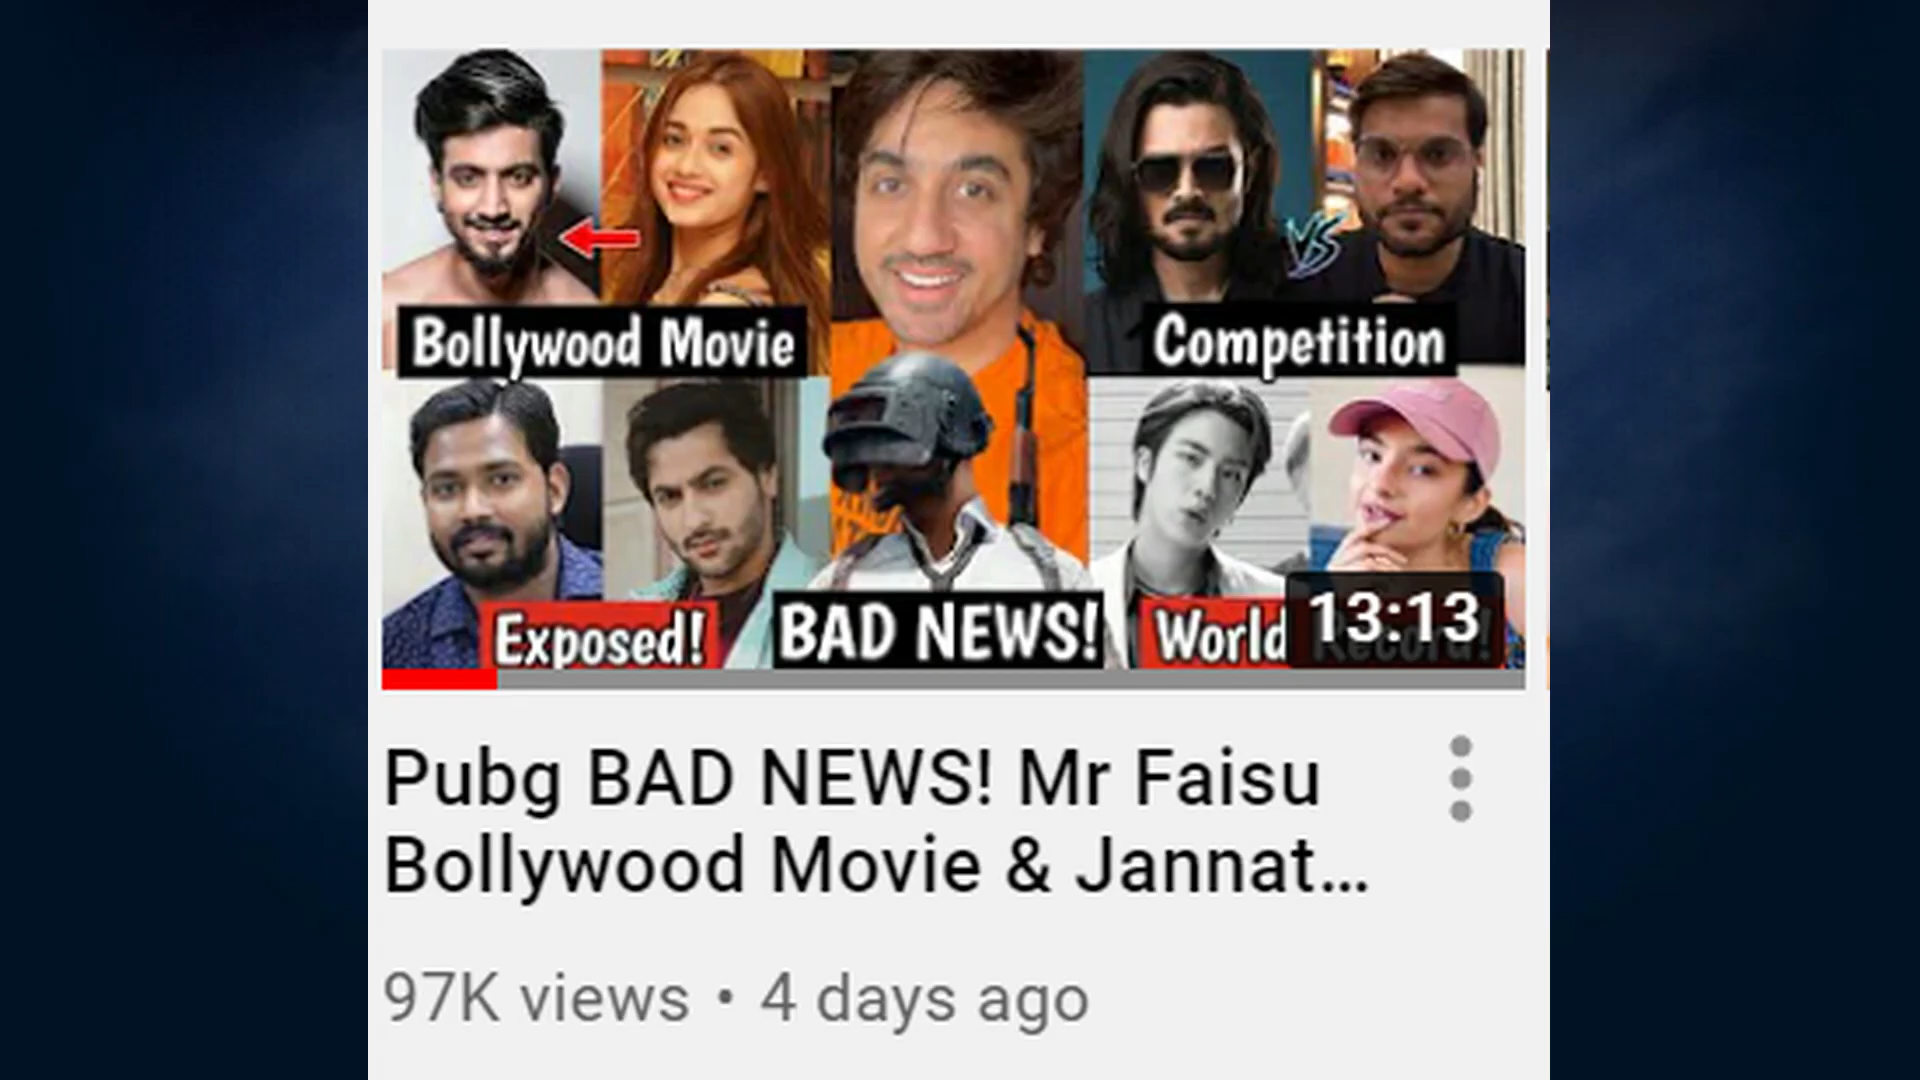 VS
Bollywood Movie
Competition
Exposed!
BAD NEWS!
World Record!
13:13
Pubg BAD NEWS! Mr Faisu
Bollywood Movie & Jannat...
97K views • 4 days ago